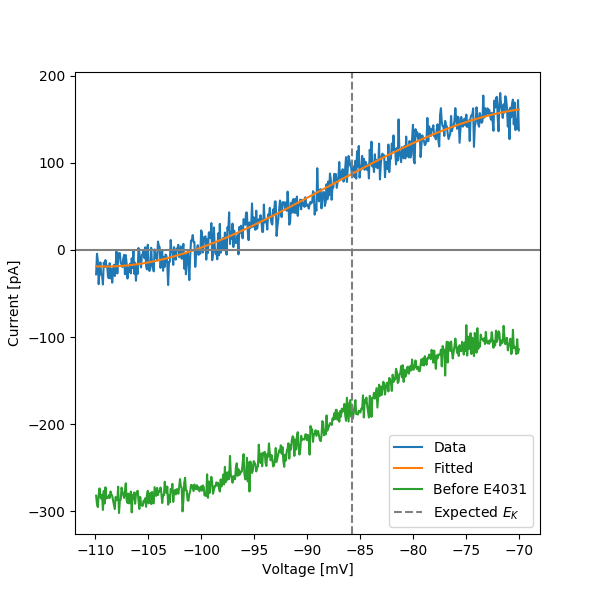 200
100
0
−100
−200
−300
Current [pA]
Data
Fitted
Before E4031
Expected E_K
−110 −105 −100 −95 −90 −85 −80 −75 −70
Voltage [mV]